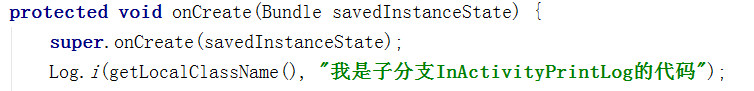 protected void onCreate(Bundle savedInstanceState) {
super.onCreate(savedInstanceState);
Log.i(getLocalClassName(), "我是子分支InActivityPrintLog的代码");